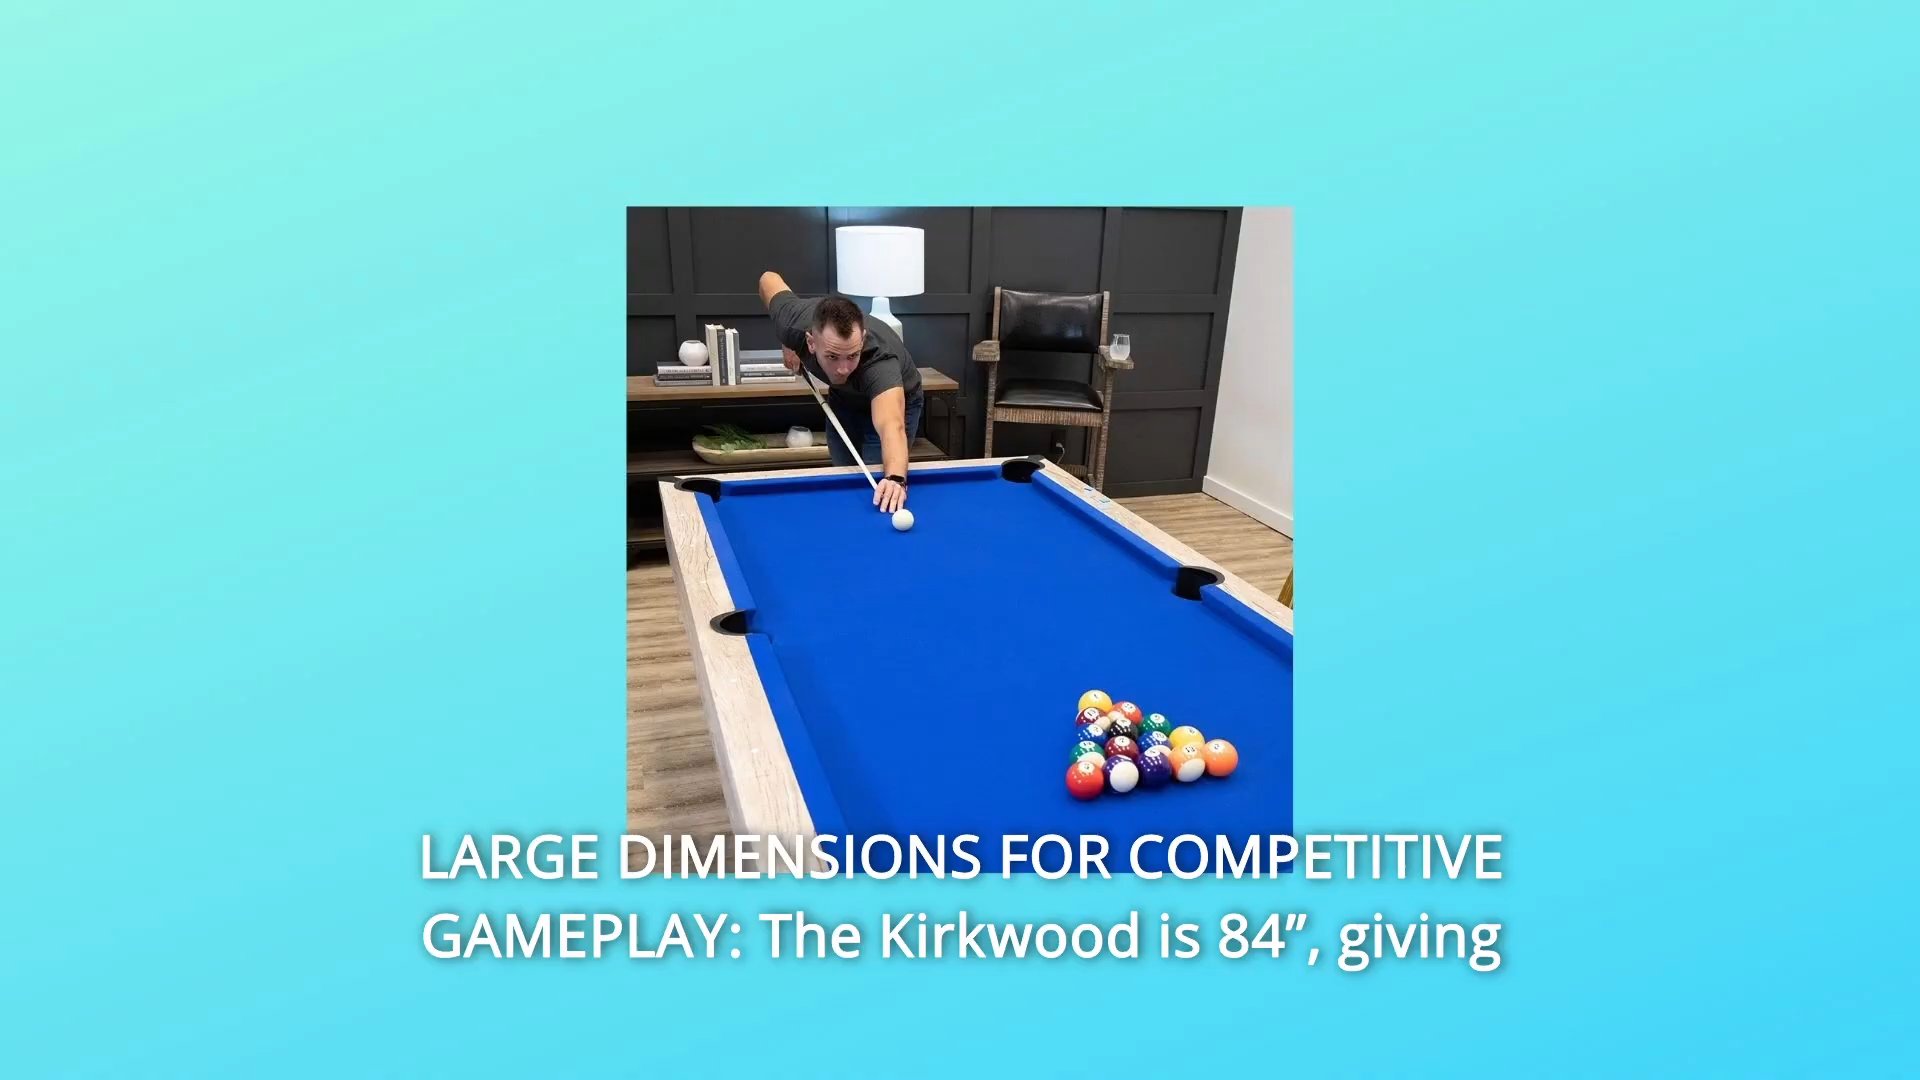 LARGE DIMENSIONS FOR COMPETITIVE
GAMEPLAY: The Kirkwood is 84”, giving